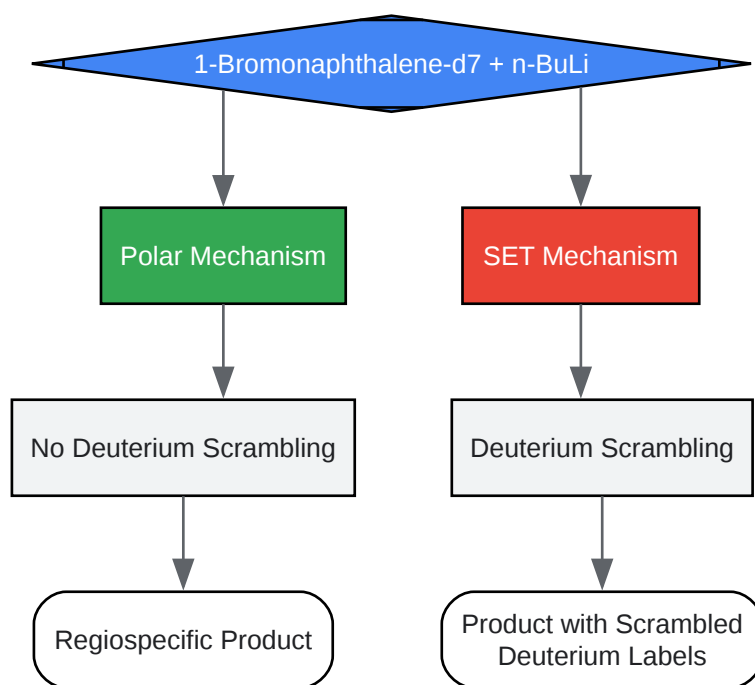 1-Bromonaphthalene-d7 + n-BuLi
Polar Mechanism
SET Mechanism
No Deuterium Scrambling
Deuterium Scrambling
Regiospecific Product
Product with Scrambled
Deuterium Labels